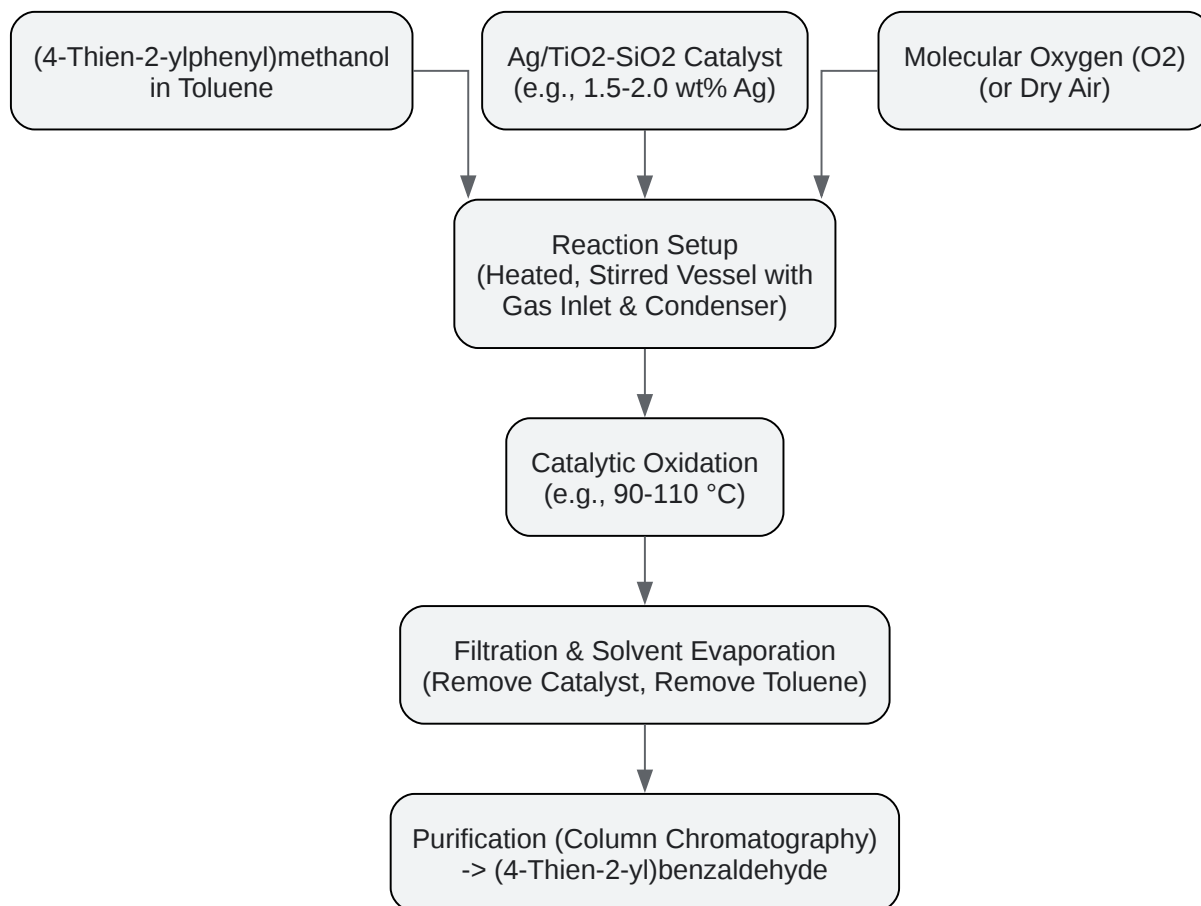 (4-Thien-2-ylphenyl)methanol
in Toluene
Ag/TiO2-SiO2 Catalyst
(e.g., 1.5-2.0 wt% Ag)
Molecular Oxygen (O2)
(or Dry Air)
Reaction Setup
(Heated, Stirred Vessel with
Gas Inlet & Condenser)
Catalytic Oxidation
(e.g., 90-110 °C)
Filtration & Solvent Evaporation
(Remove Catalyst, Remove Toluene)
Purification (Column Chromatography)
-> (4-Thien-2-yl)benzaldehyde